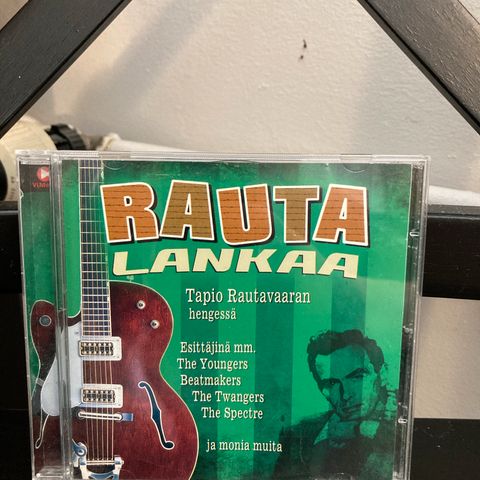 RAUTA
LANKAA
Tapio Rautavaaran
hengessä
Esittäjinä mm.
The Youngers
Beatmakers
The Twangers
The Spectre
ja monia muita